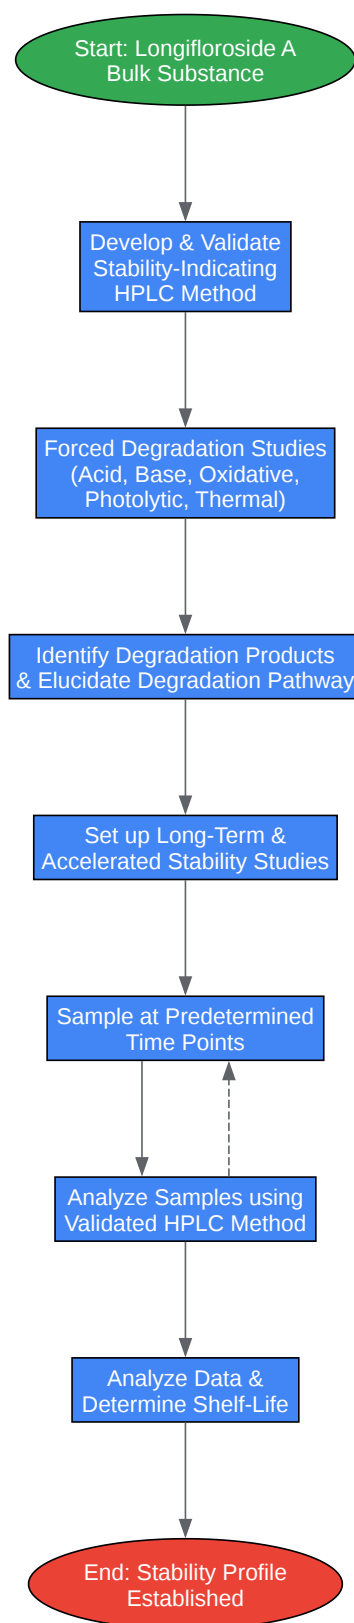 Start: Longifloroside A
Bulk Substance
Develop & Validate
Stability-Indicating
HPLC Method
Forced Degradation Studies
(Acid, Base, Oxidative,
Photolytic, Thermal)
Identify Degradation Products
& Elucidate Degradation Pathway
Set up Long-Term &
Accelerated Stability Studies
Sample at Predetermined
Time Points
Analyze Samples using
Validated HPLC Method
Analyze Data &
Determine Shelf-Life
End: Stability Profile
Established